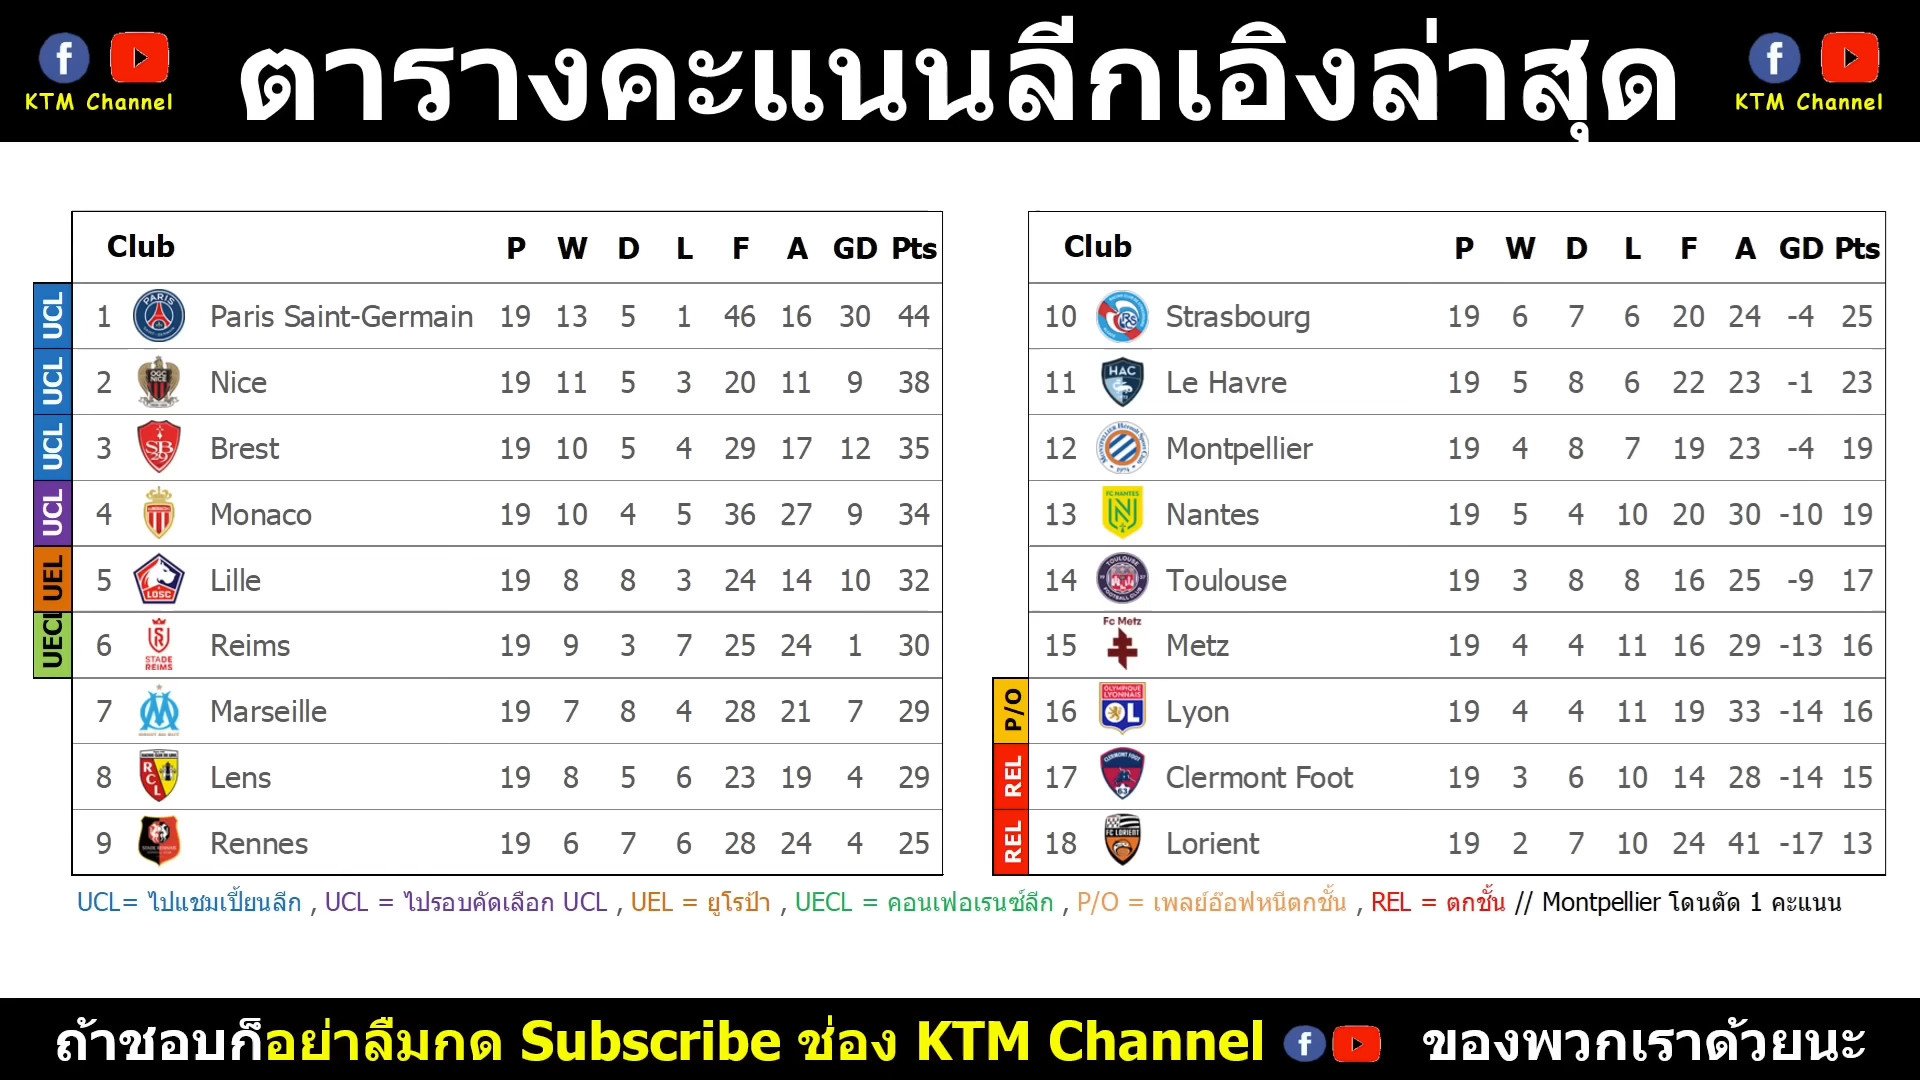 ตารางคะแนนลีกเอิงล่าสุด
KTM Channel
KTM Channel
Club P W D L F A GD Pts
UCL 1 Paris Saint-Germain 19 13 5 1 46 16 30 44
UCL 2 Nice 19 11 5 3 20 11 9 38
UCL 3 Brest 19 10 5 4 29 17 12 35
UCL 4 Monaco 19 10 4 5 36 27 9 34
UEL 5 Lille 19 8 8 3 24 14 10 32
UECL 6 Reims 19 9 3 7 25 24 1 30
7 Marseille 19 7 8 4 28 21 7 29
8 Lens 19 8 5 6 23 19 4 29
9 Rennes 19 6 7 6 28 24 4 25
Club P W D L F A GD Pts
10 Strasbourg 19 6 7 6 20 24 -4 25
11 Le Havre 19 5 8 6 22 23 -1 23
12 Montpellier 19 4 8 7 19 23 -4 19
13 Nantes 19 5 4 10 20 30 -10 19
14 Toulouse 19 3 8 8 16 25 -9 17
15 Metz 19 4 4 11 16 29 -13 16
P/O 16 Lyon 19 4 4 11 19 33 -14 16
REL 17 Clermont Foot 19 3 6 10 14 28 -14 15
REL 18 Lorient 19 2 7 10 24 41 -17 13
UCL= ไปแชมเปี้ยนลีก , UCL = ไปรอบคัดเลือก UCL , UEL = ยูโรป้า , UECL = คอนเฟอเรนซ์ลีก , P/O = เพลย์อ๊อฟหนีตกชั้น , REL = ตกชั้น // Montpellier โดนตัด 1 คะแนน
ถ้าชอบก็อย่าลืมกด Subscribe ช่อง KTM Channel ของพวกเราด้วยนะ